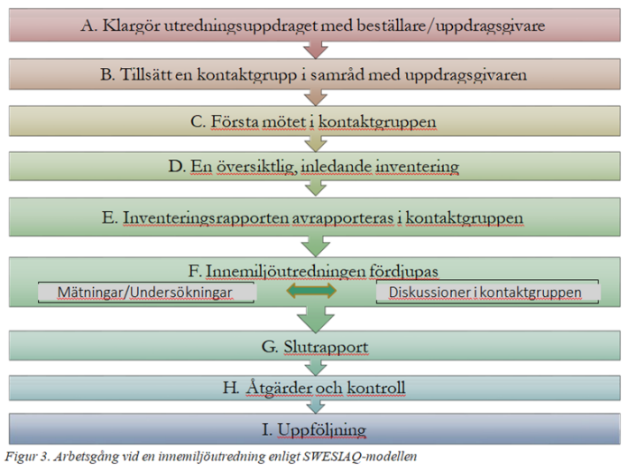 A. Klargör utredningsuppdraget med beställare/uppdragsgivare
B. Tillsätt en kontaktgrupp i samråd med uppdragsgivaren
C. Första mötet i kontaktgruppen
D. En översiktlig, inledande inventering
E. Inventeringsrapporten avrapporteras i kontaktgruppen
F. Innemiljöutredningen fördjupas
Mätningar/Undersökningar
Diskussioner i kontaktgruppen
G. Slutrapport
H. Åtgärder och kontroll
I. Uppföljning
Figur 3. Arbetsgång vid en innemiljöutredning enligt SWESIAQ-modellen